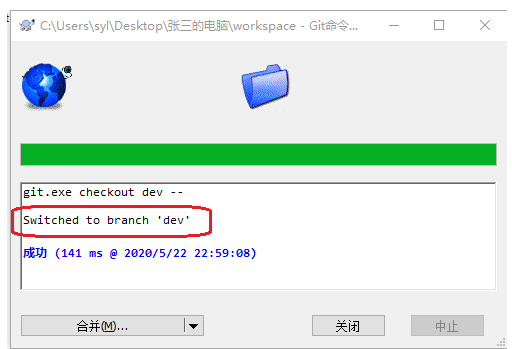 C:\Users\syl\Desktop\张三的电脑\workspace - Git命令...
git.exe checkout dev --
Switched to branch 'dev'
成功 (141 ms @ 2020/5/22 22:59:08)
合并(M)...
关闭
中止